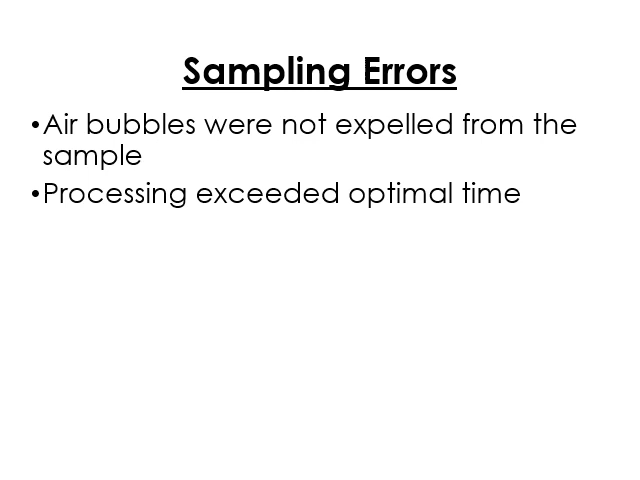 Sampling Errors
•Air bubbles were not expelled from the
sample
•Processing exceeded optimal time